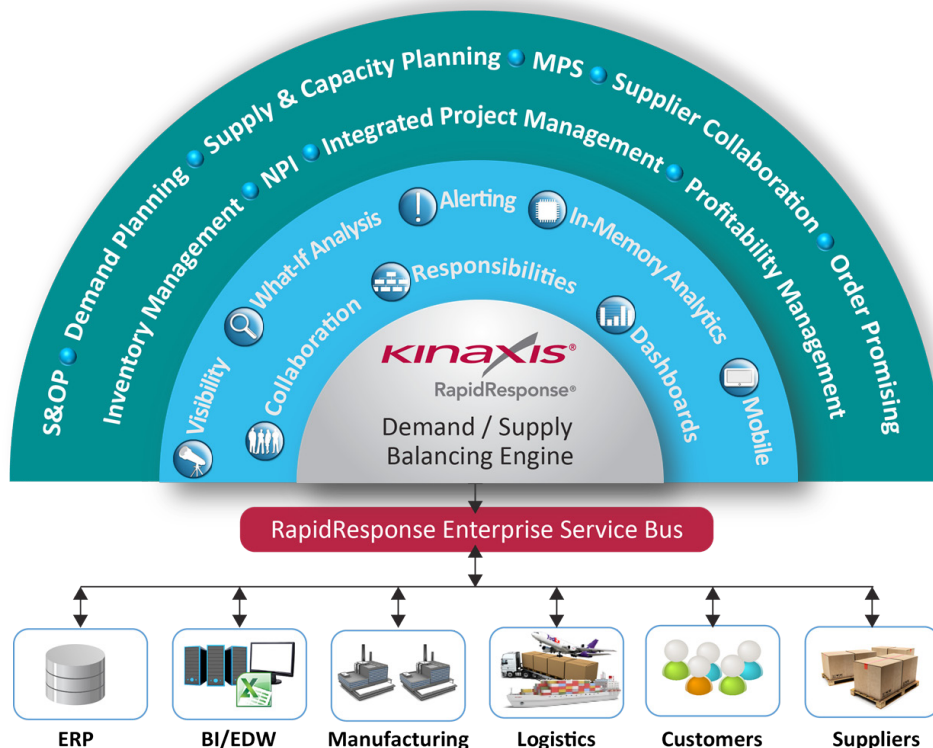 S&OP • Demand Planning • Supply & Capacity Planning • MPS • Supplier Collaboration • Order Promising
Inventory Management • NPI • Integrated Project Management • Profitability Management
Visibility What-If Analysis Alerting In-Memory Analytics Mobile
Collaboration Responsibilities Dashboards
KINAXIS®
RapidResponse®
Demand / Supply
Balancing Engine
RapidResponse Enterprise Service Bus
FedEx
X
ERP BI/EDW Manufacturing Logistics Customers Suppliers